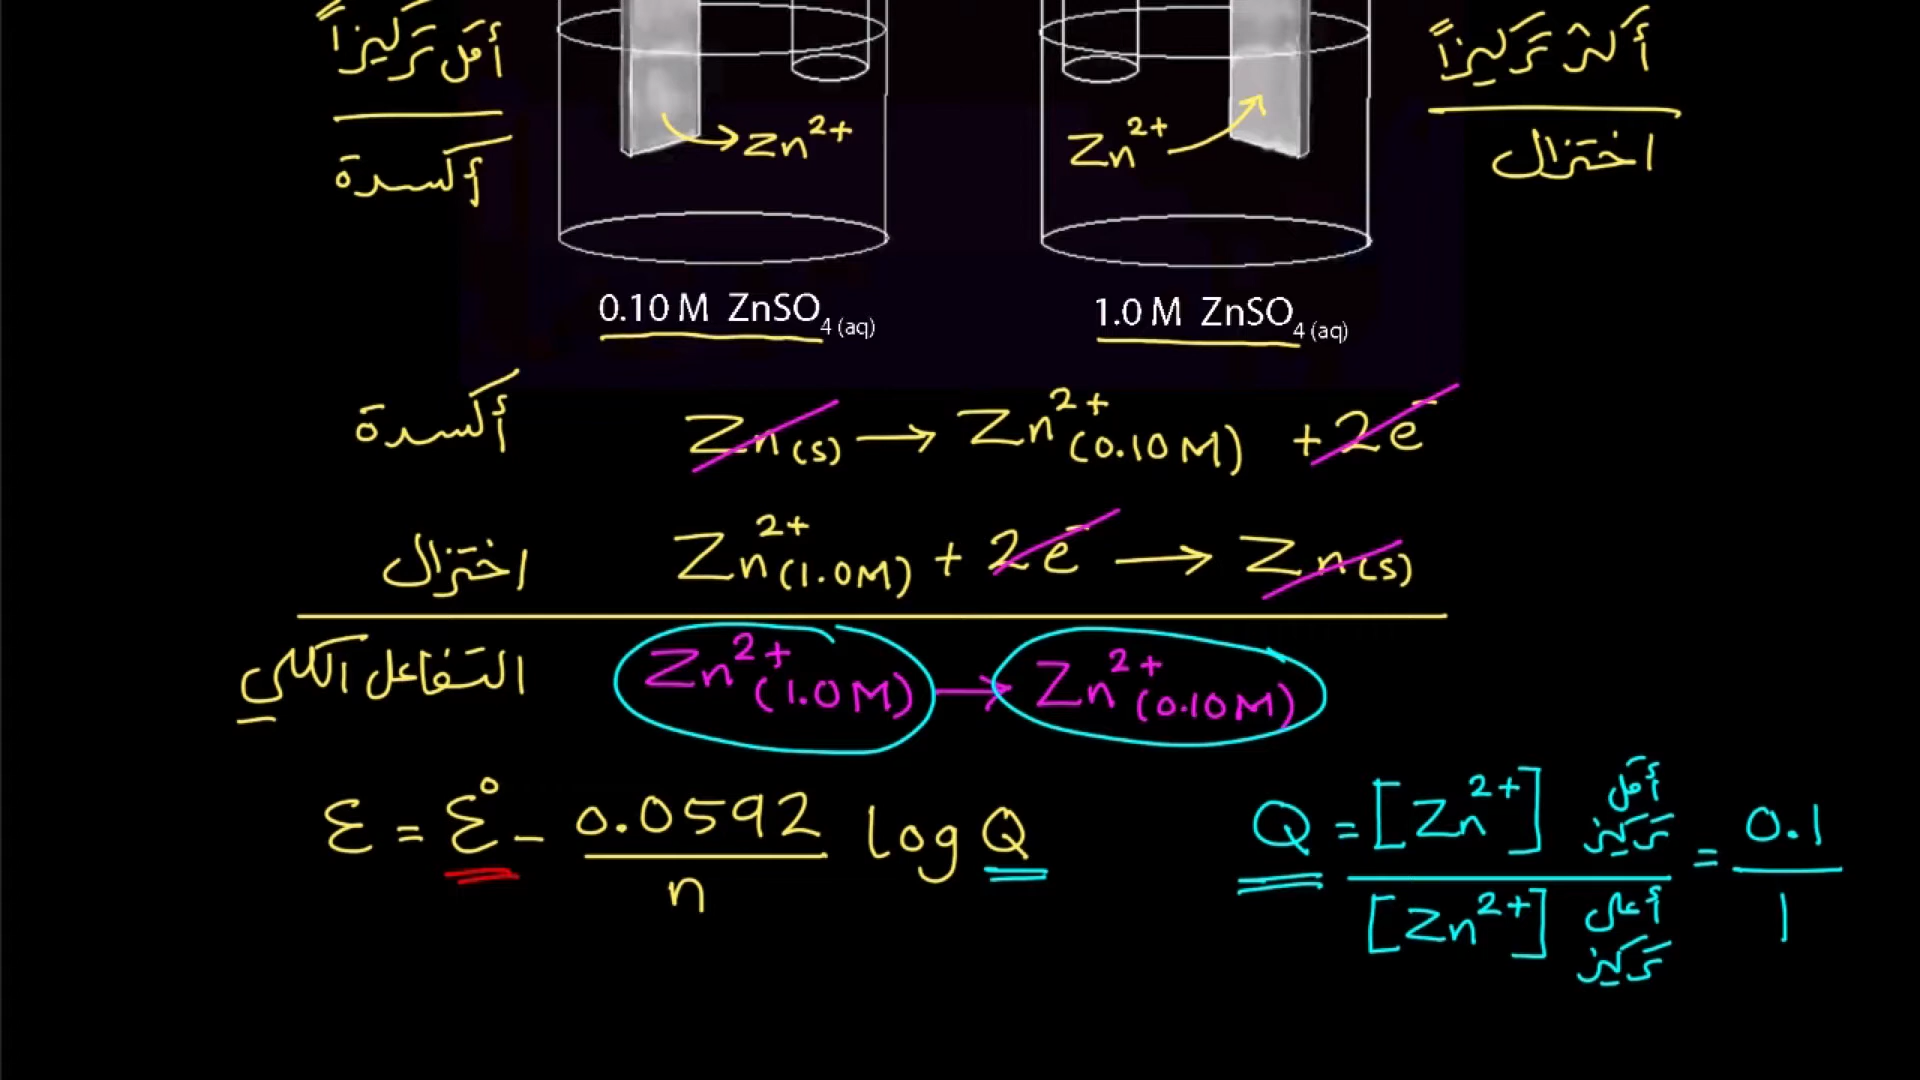 أقل تركيزاً
أكسدة
Zn²⁺
Zn²⁺
أكثر تركيزاً
اختزال
0.10 M ZnSO₄ (aq)
1.0 M ZnSO₄ (aq)
أكسدة Zn(s) → Zn²⁺(0.10M) + 2e⁻
اختزال Zn²⁺(1.0M) + 2e⁻ → Zn(s)
التفاعل الكلي Zn²⁺(1.0M) → Zn²⁺(0.10M)
Ɛ = Ɛ° - 0.0592/n log Q
Q = [Zn²⁺] أقل تركيز / [Zn²⁺] أعلى تركيز = 0.1/1